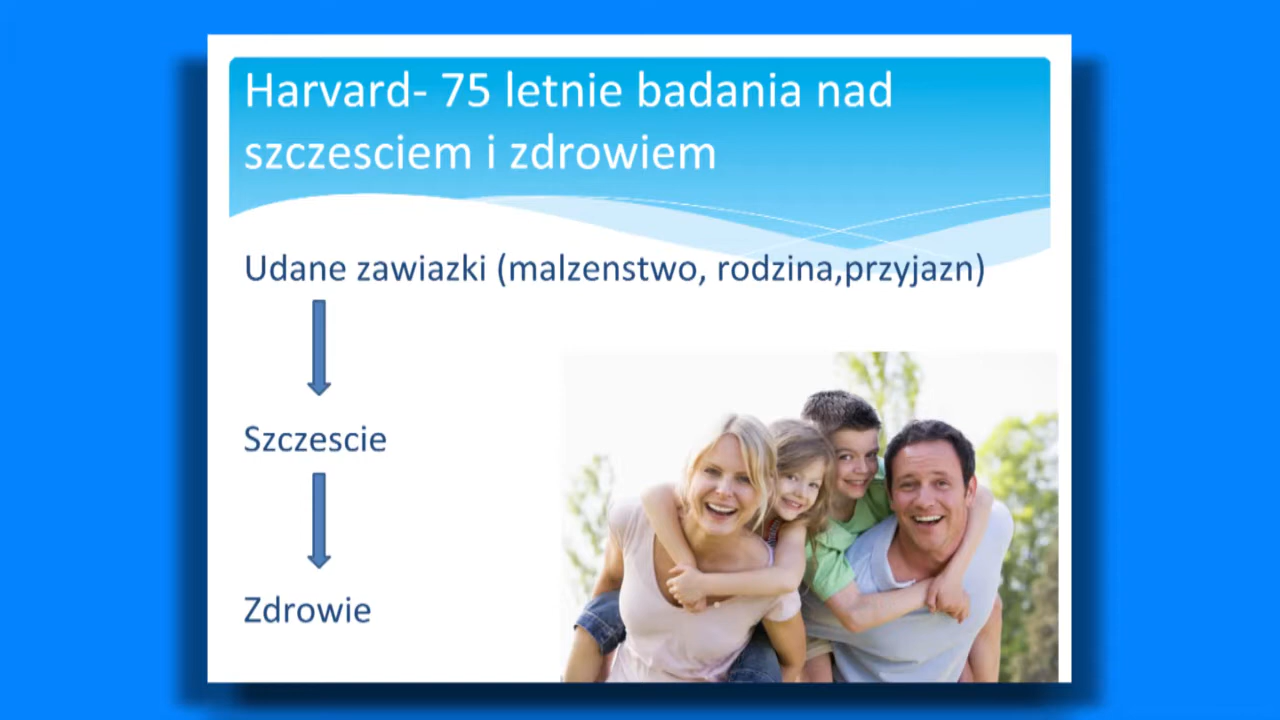 Harvard- 75 letnie badania nad
szczesciem i zdrowiem
Udane zawiazki (malzenstwo, rodzina,przyjazn)
Szczescie
Zdrowie